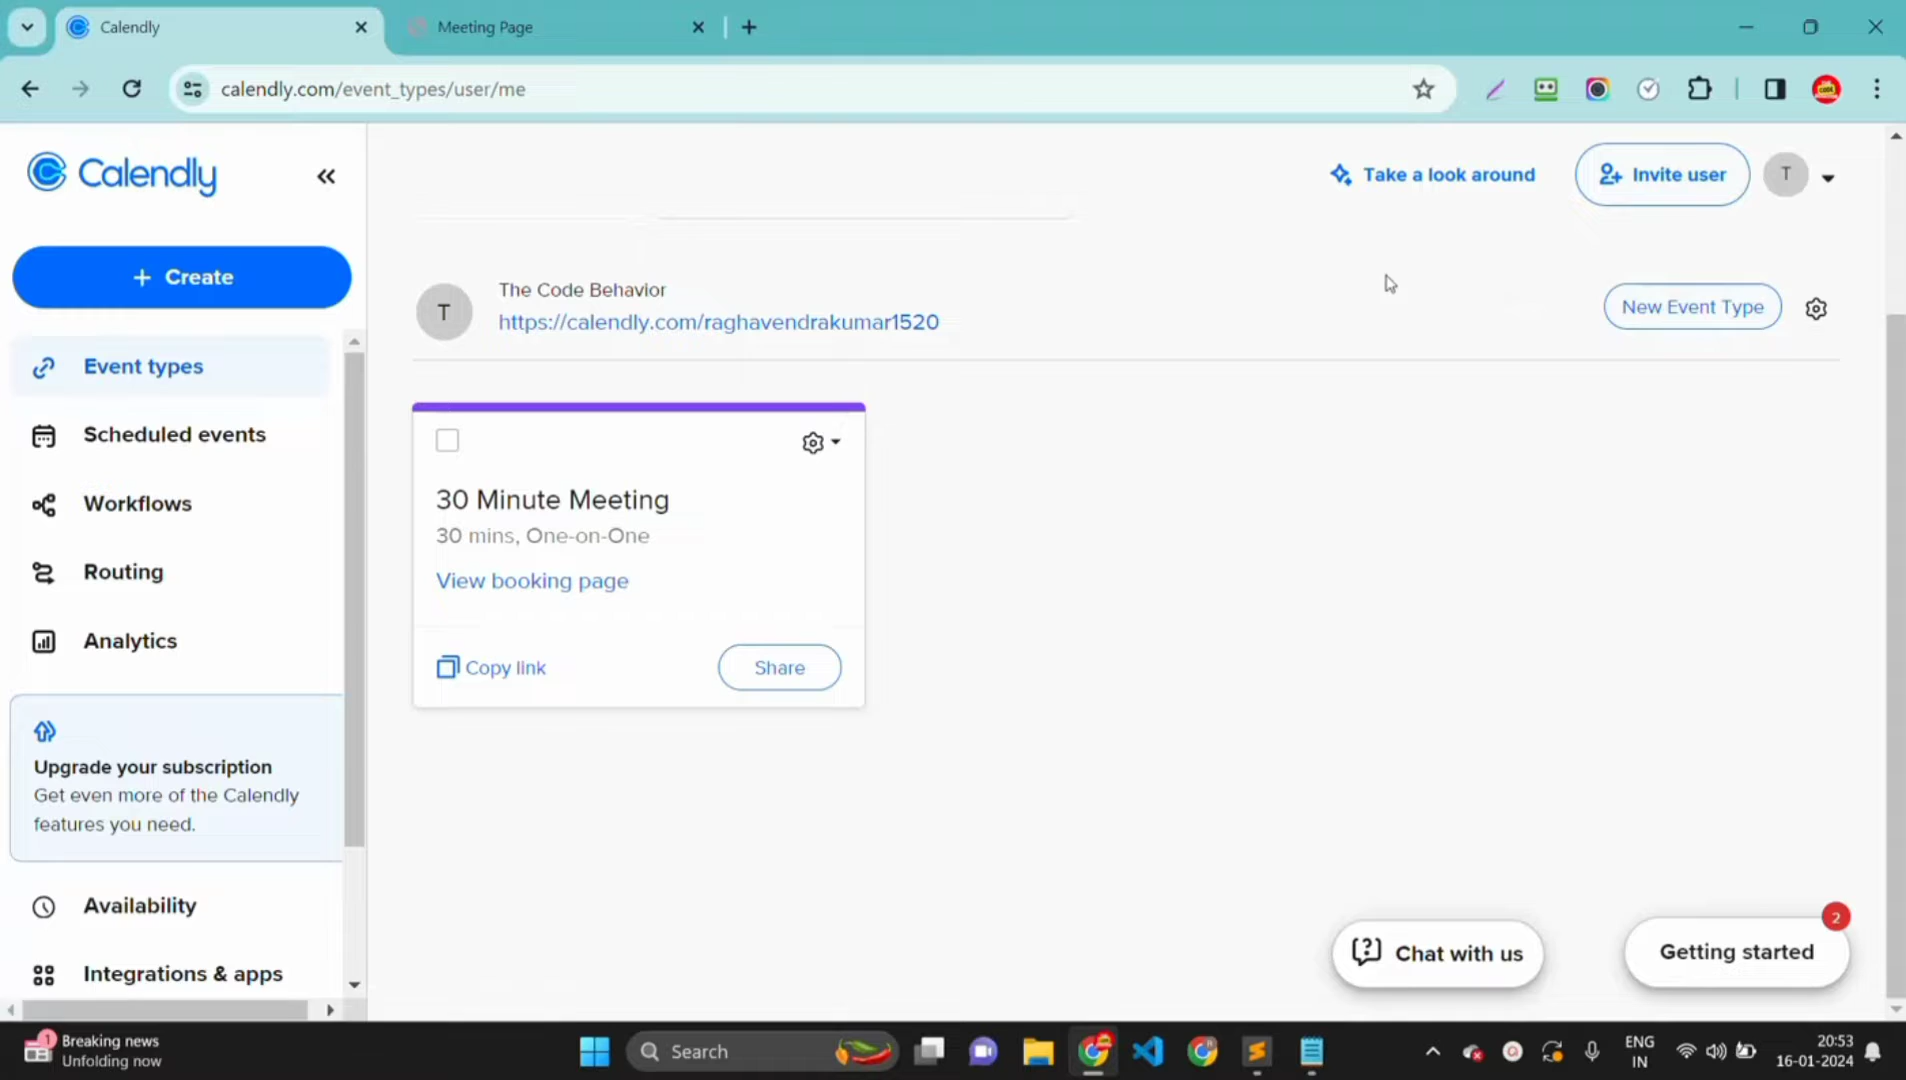 Calendly
Meeting Page
calendly.com/event_types/user/me
Calendly
Take a look around
Invite user
T
+ Create
The Code Behavior
T
https://calendly.com/raghavendrakumar1520
New Event Type
Event types
Scheduled events
Workflows
Routing
Analytics
30 Minute Meeting
30 mins, One-on-One
View booking page
Copy link
Share
Upgrade your subscription
Get even more of the Calendly
features you need.
Availability
Integrations & apps
Chat with us
Getting started
2
1
Breaking news
Unfolding now
Search
ENG
IN
20:53
16-01-2024